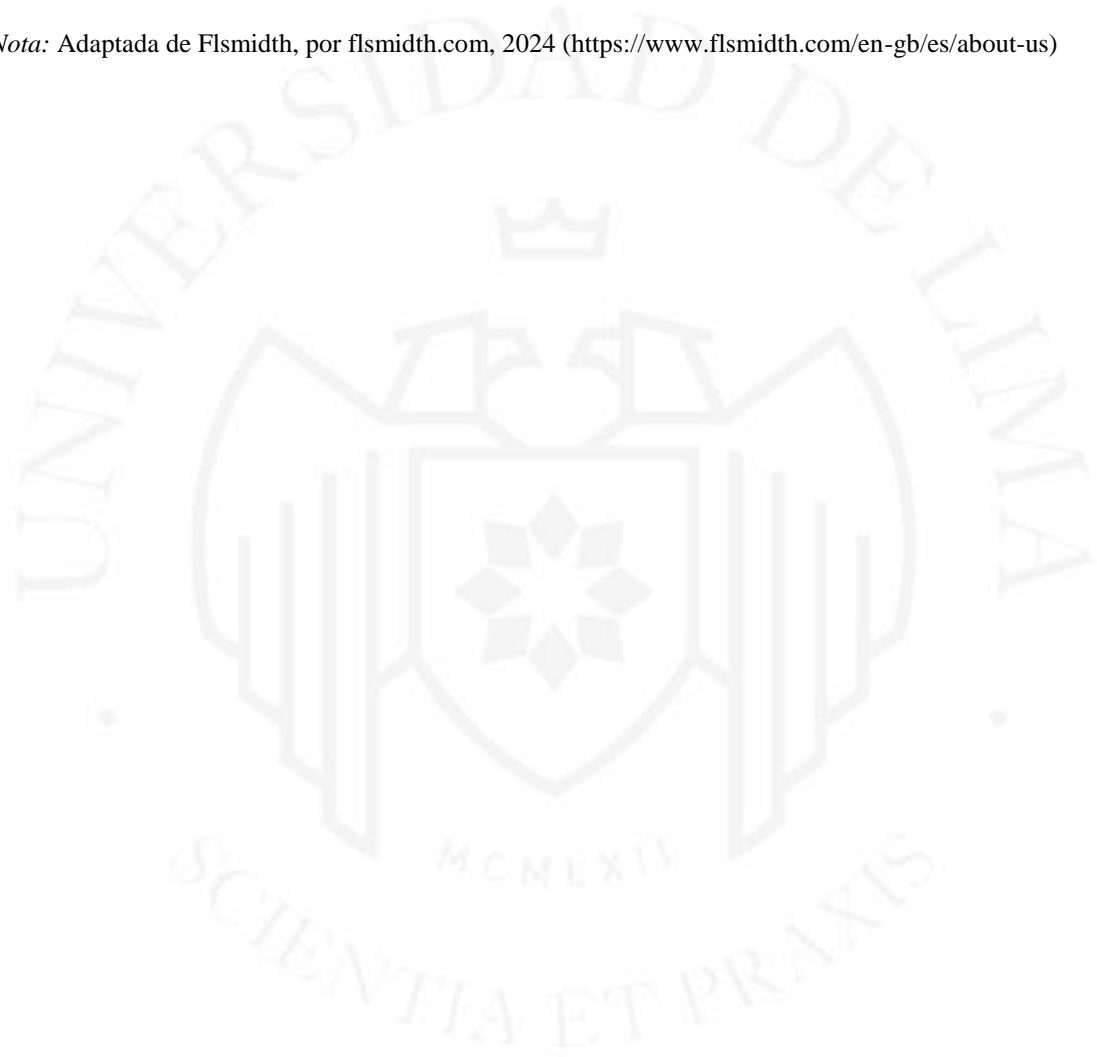 Nota: Adaptada de Flsmidth, por flsmidth.com, 2024 (https://www.flsmidth.com/en-gb/es/about-us)
UNIVERSIDAD DE LIMA
MCMLXII
SCIENTIA ET PRAXIS